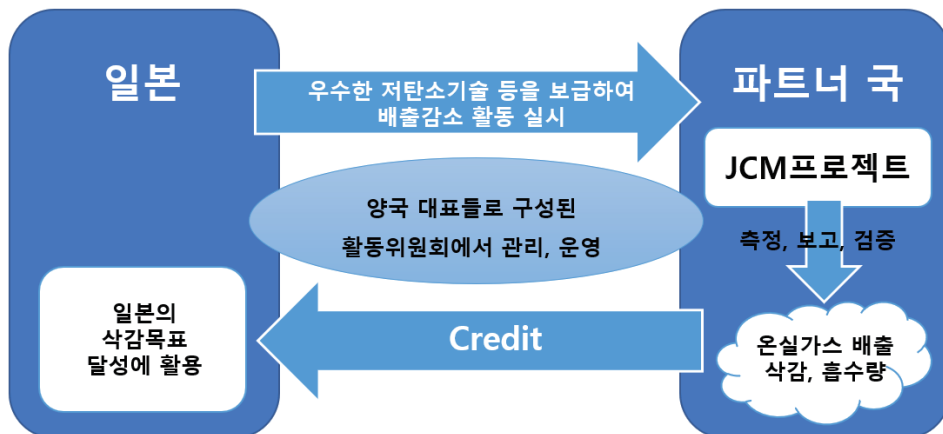 일본
우수한 저탄소기술 등을 보급하여
배출감소 활동 실시
파트너 국
JCM프로젝트
양국 대표들로 구성된
활동위원회에서 관리, 운영
측정, 보고, 검증
일본의
삭감목표
달성에 활용
Credit
온실가스 배출
삭감, 흡수량